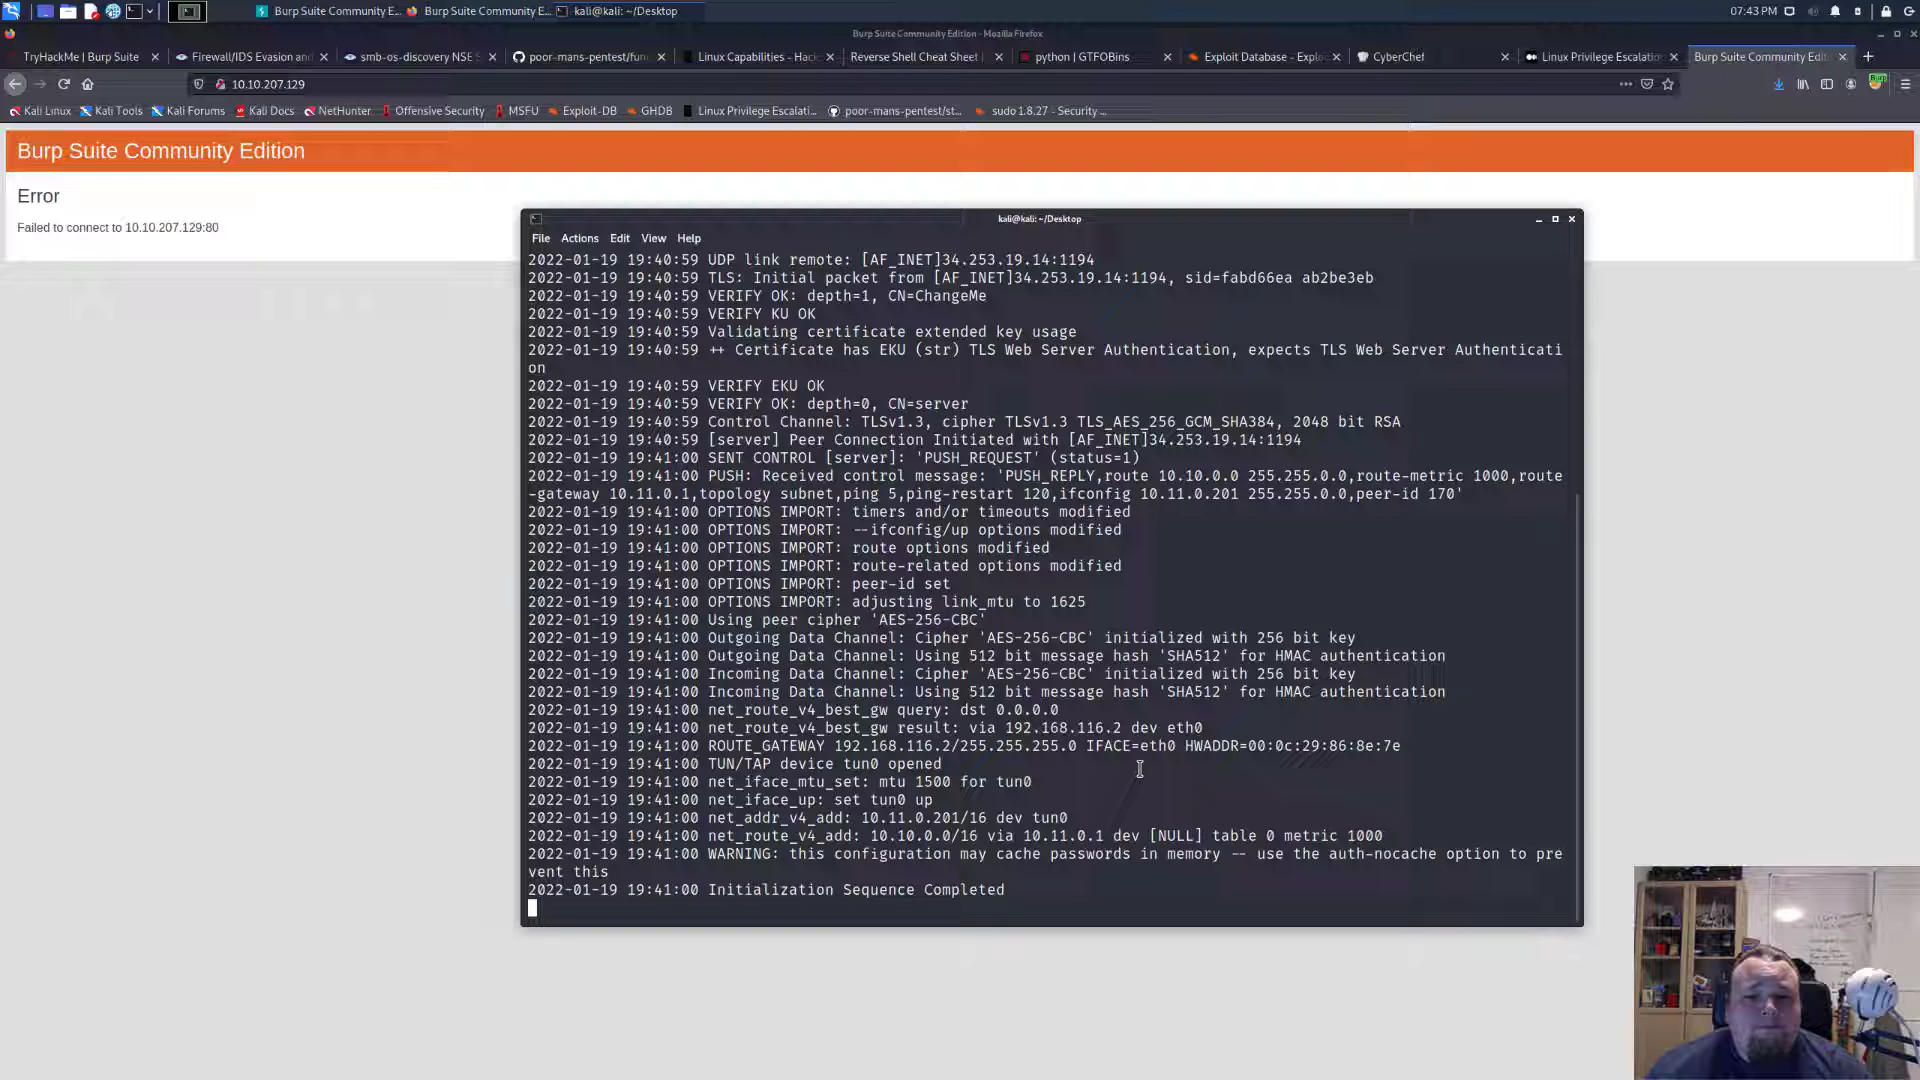 Burp Suite Community E...
Burp Suite Community E...
kali@kali: ~/Desktop
07:43 PM
Burp Suite Community Edition - Mozilla Firefox
TryHackMe | Burp Suite
Firewall/IDS Evasion and
smb-os-discovery NSE S
poor-mans-pentest/fun
Linux Capabilities - Hack
Reverse Shell Cheat Sheet
python | GTFOBins
Exploit Database - Explo
CyberChef
Linux Privilege Escalatio
Burp Suite Community Edit
10.10.207.129
Burp
Kali Linux
Kali Tools
Kali Forums
Kali Docs
NetHunter
Offensive Security
MSFU
Exploit-DB
GHDB
Linux Privilege Escalati...
poor-mans-pentest/st...
sudo 1.8.27 - Security ...
Burp Suite Community Edition
Error
Failed to connect to 10.10.207.129:80
kali@kali: ~/Desktop
File Actions Edit View Help
2022-01-19 19:40:59 UDP link remote: [AF_INET]34.253.19.14:1194
2022-01-19 19:40:59 TLS: Initial packet from [AF_INET]34.253.19.14:1194, sid=fabd66ea ab2be3eb
2022-01-19 19:40:59 VERIFY OK: depth=1, CN=ChangeMe
2022-01-19 19:40:59 VERIFY KU OK
2022-01-19 19:40:59 Validating certificate extended key usage
2022-01-19 19:40:59 ++ Certificate has EKU (str) TLS Web Server Authentication, expects TLS Web Server Authenticati
on
2022-01-19 19:40:59 VERIFY EKU OK
2022-01-19 19:40:59 VERIFY OK: depth=0, CN=server
2022-01-19 19:40:59 Control Channel: TLSv1.3, cipher TLSv1.3 TLS_AES_256_GCM_SHA384, 2048 bit RSA
2022-01-19 19:40:59 [server] Peer Connection Initiated with [AF_INET]34.253.19.14:1194
2022-01-19 19:41:00 SENT CONTROL [server]: 'PUSH_REQUEST' (status=1)
2022-01-19 19:41:00 PUSH: Received control message: 'PUSH_REPLY,route 10.10.0.0 255.255.0.0,route-metric 1000,route
-gateway 10.11.0.1,topology subnet,ping 5,ping-restart 120,ifconfig 10.11.0.201 255.255.0.0,peer-id 170'
2022-01-19 19:41:00 OPTIONS IMPORT: timers and/or timeouts modified
2022-01-19 19:41:00 OPTIONS IMPORT: --ifconfig/up options modified
2022-01-19 19:41:00 OPTIONS IMPORT: route options modified
2022-01-19 19:41:00 OPTIONS IMPORT: route-related options modified
2022-01-19 19:41:00 OPTIONS IMPORT: peer-id set
2022-01-19 19:41:00 OPTIONS IMPORT: adjusting link_mtu to 1625
2022-01-19 19:41:00 Using peer cipher 'AES-256-CBC'
2022-01-19 19:41:00 Outgoing Data Channel: Cipher 'AES-256-CBC' initialized with 256 bit key
2022-01-19 19:41:00 Outgoing Data Channel: Using 512 bit message hash 'SHA512' for HMAC authentication
2022-01-19 19:41:00 Incoming Data Channel: Cipher 'AES-256-CBC' initialized with 256 bit key
2022-01-19 19:41:00 Incoming Data Channel: Using 512 bit message hash 'SHA512' for HMAC authentication
2022-01-19 19:41:00 net_route_v4_best_gw query: dst 0.0.0.0
2022-01-19 19:41:00 net_route_v4_best_gw result: via 192.168.116.2 dev eth0
2022-01-19 19:41:00 ROUTE_GATEWAY 192.168.116.2/255.255.255.0 IFACE=eth0 HWADDR=00:0c:29:86:8e:7e
2022-01-19 19:41:00 TUN/TAP device tun0 opened
2022-01-19 19:41:00 net_iface_mtu_set: mtu 1500 for tun0
2022-01-19 19:41:00 net_iface_up: set tun0 up
2022-01-19 19:41:00 net_addr_v4_add: 10.11.0.201/16 dev tun0
2022-01-19 19:41:00 net_route_v4_add: 10.10.0.0/16 via 10.11.0.1 dev [NULL] table 0 metric 1000
2022-01-19 19:41:00 WARNING: this configuration may cache passwords in memory -- use the auth-nocache option to pre
vent this
2022-01-19 19:41:00 Initialization Sequence Completed